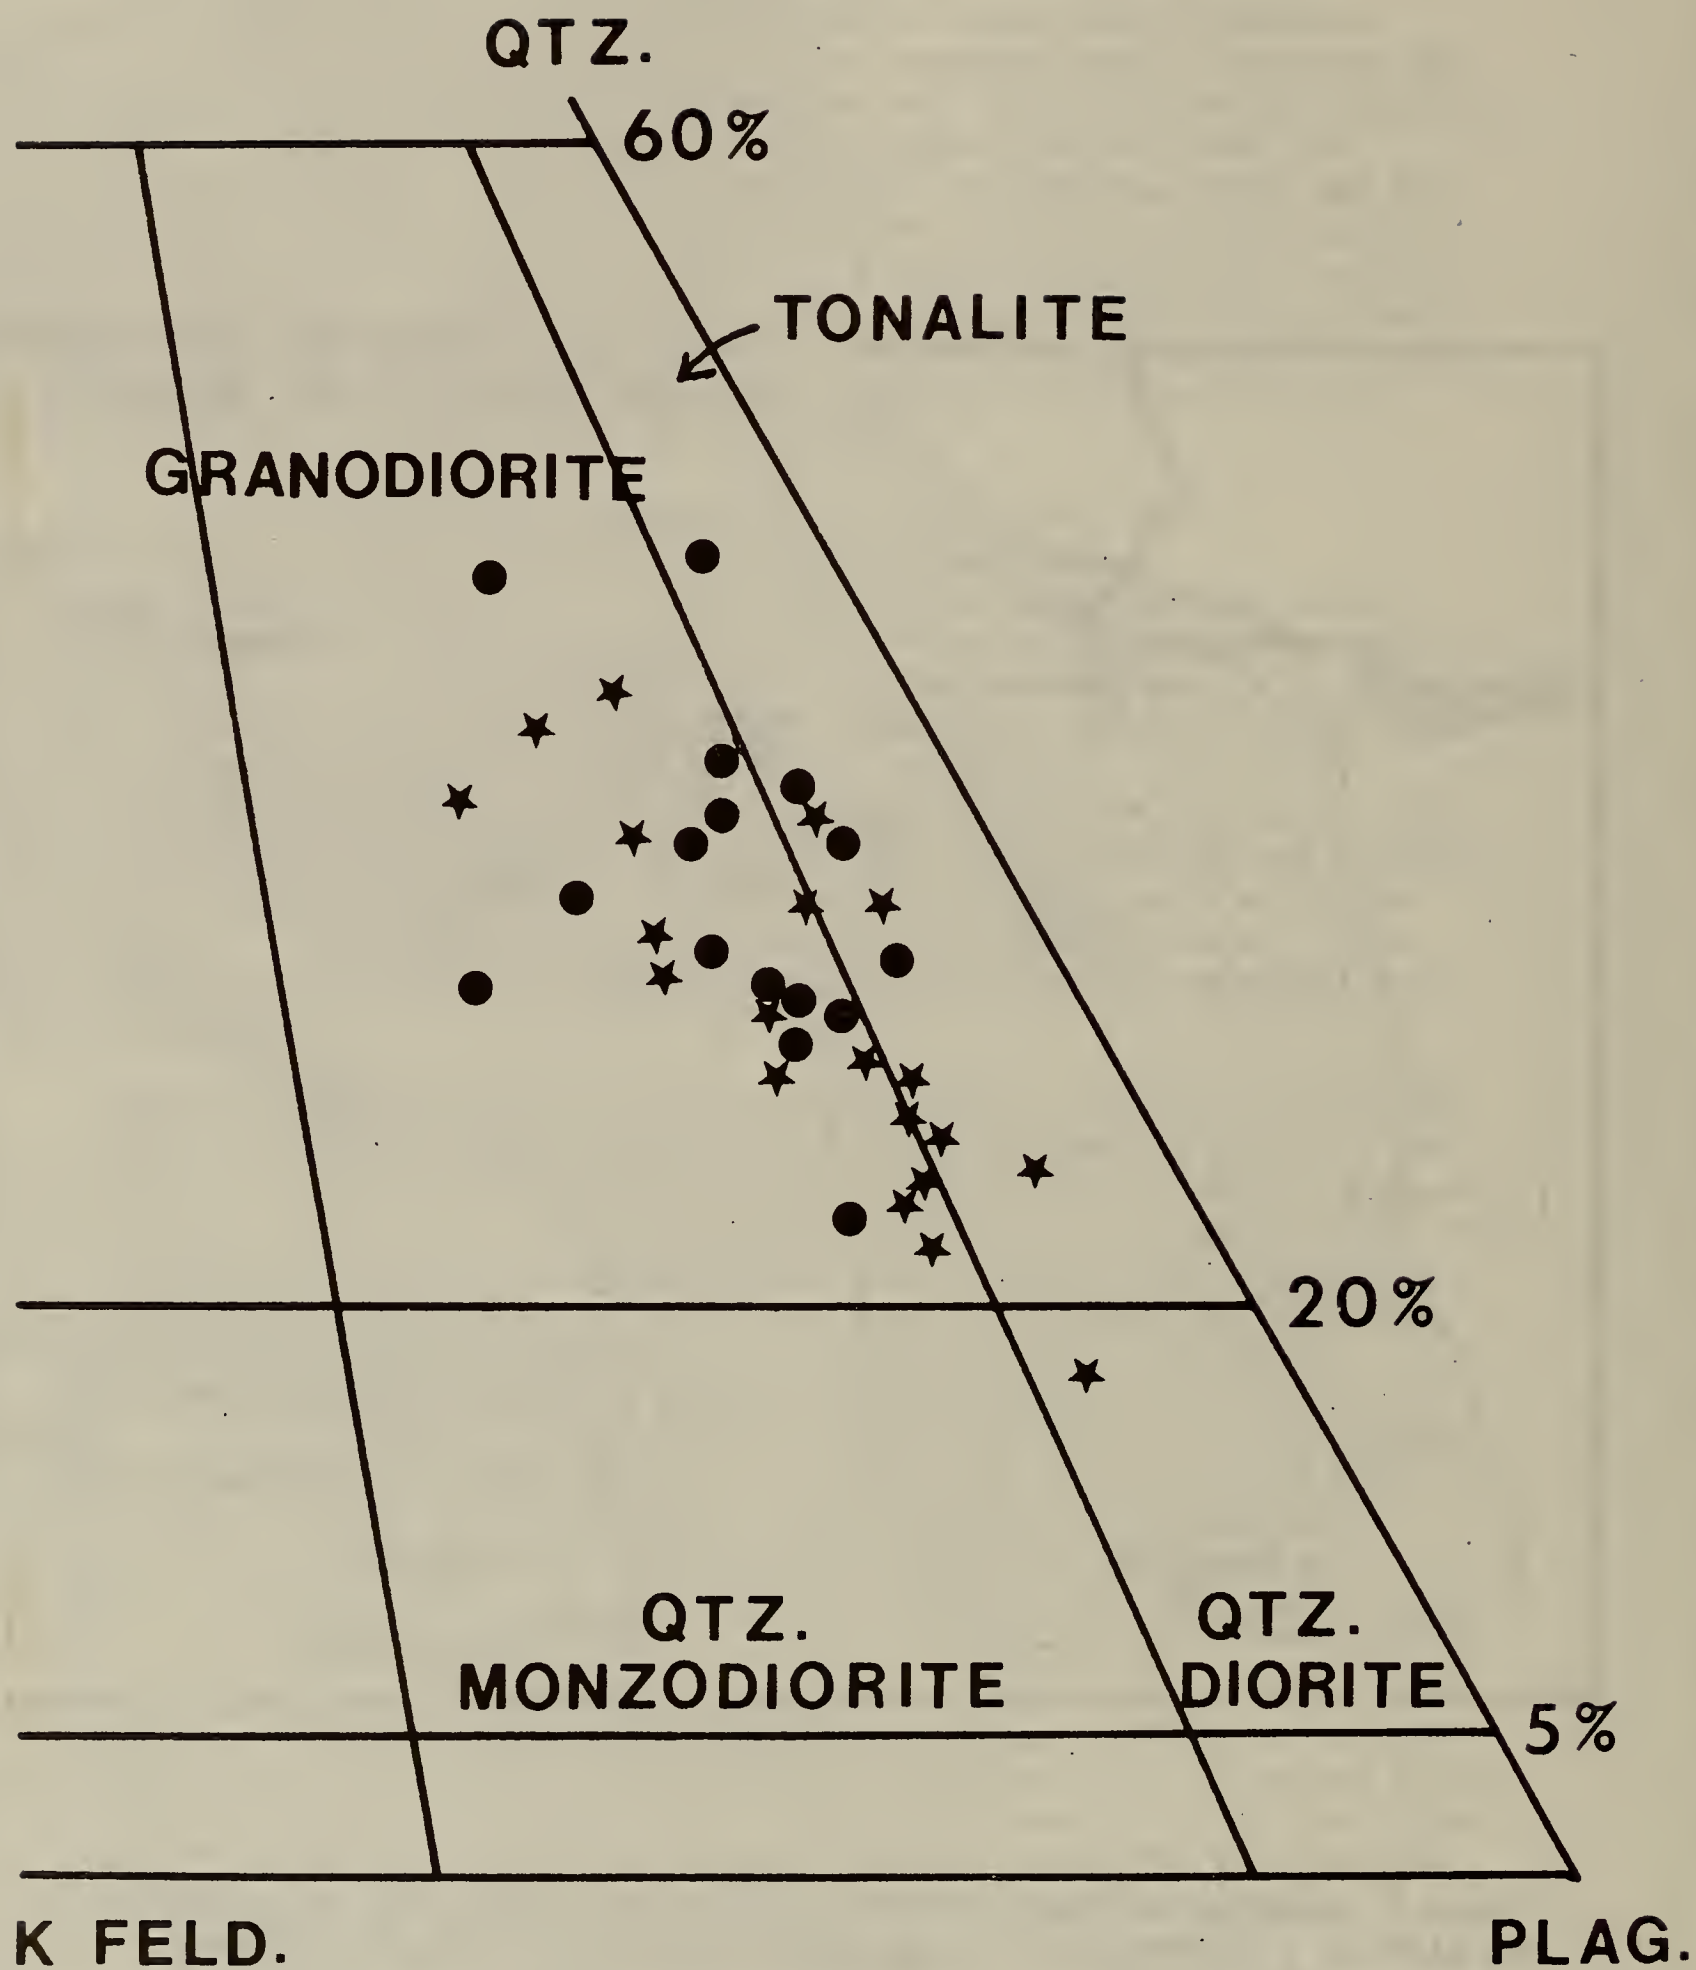 QTZ.
60%
TONALITE
GRANODIORITE
20%
QTZ.
MONZODIORITE
QTZ.
DIORITE
5%
K FELD.
PLAG.